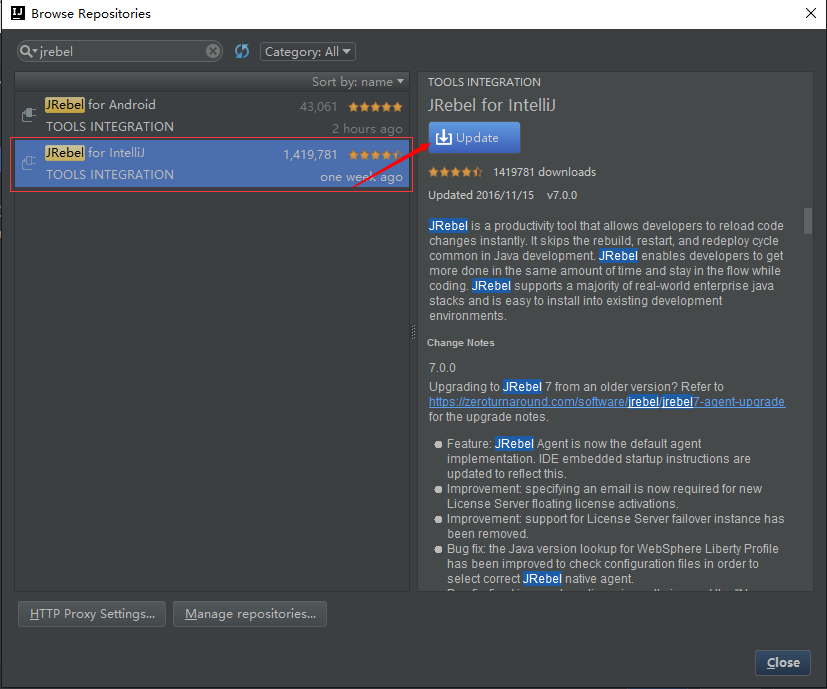 Browse Repositories
jrebel
Category: All
Sort by: name
JRebel for Android
43,061
TOOLS INTEGRATION
2 hours ago
JRebel for IntelliJ
1,419,781
TOOLS INTEGRATION
one week ago
TOOLS INTEGRATION
JRebel for IntelliJ
Update
1419781 downloads
Updated 2016/11/15 v7.0.0
JRebel is a productivity tool that allows developers to reload code
changes instantly. It skips the rebuild, restart, and redeploy cycle
common in Java development. JRebel enables developers to get
more done in the same amount of time and stay in the flow while
coding. JRebel supports a majority of real-world enterprise java
stacks and is easy to install into existing development
environments.
Change Notes
7.0.0
Upgrading to JRebel 7 from an older version? Refer to
https://zeroturnaround.com/software/jrebel/jrebel7-agent-upgrade
for the upgrade notes.
Feature: JRebel Agent is now the default agent
implementation. IDE embedded startup instructions are
updated to reflect this.
Improvement: specifying an email is now required for new
License Server floating license activations.
Improvement: support for License Server failover instance has
been removed.
Bug fix: the Java version lookup for WebSphere Liberty Profile
has been improved to check configuration files in order to
select correct JRebel native agent.
HTTP Proxy Settings...
Manage repositories...
Close